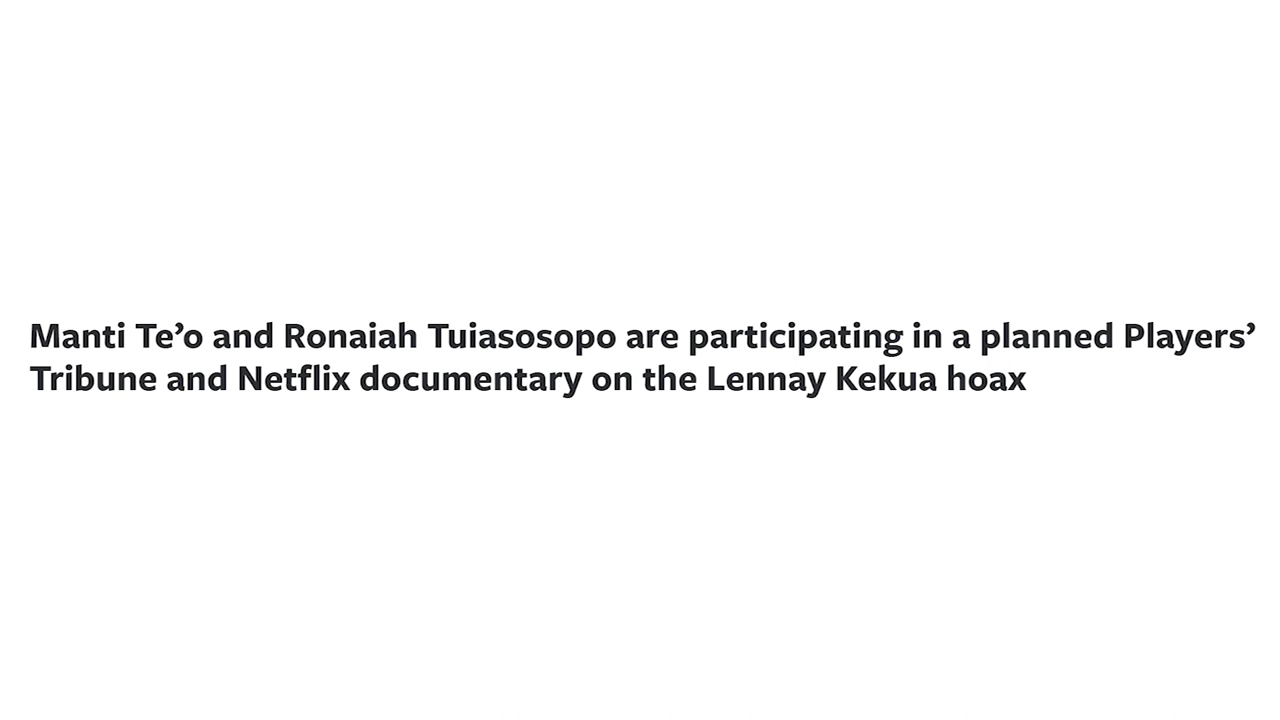 Manti Te’o and Ronaiah Tuiasosopo are participating in a planned Players’
Tribune and Netflix documentary on the Lennay Kekua hoax